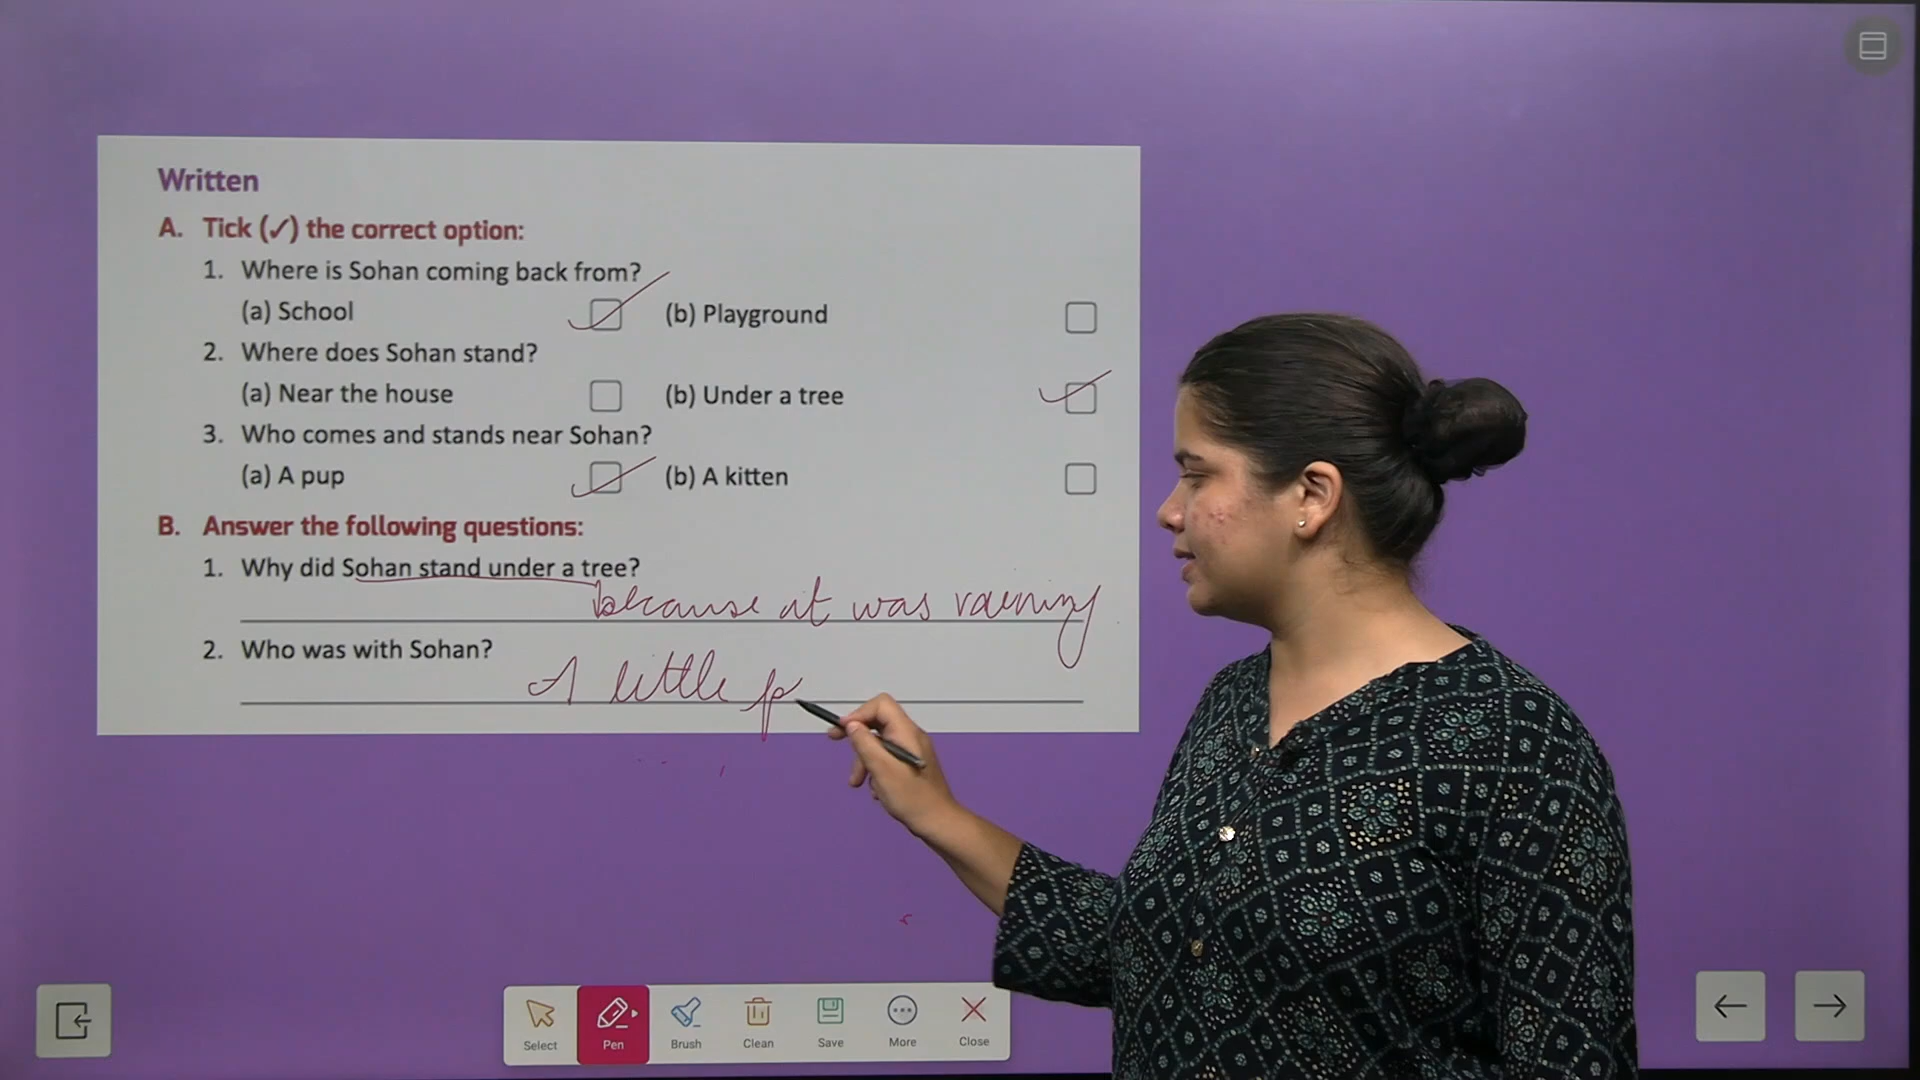 Written
A. Tick (✓) the correct option:
1. Where is Sohan coming back from?
(a) School ✓ (b) Playground
2. Where does Sohan stand?
(a) Near the house (b) Under a tree ✓
3. Who comes and stands near Sohan?
(a) A pup ✓ (b) A kitten
B. Answer the following questions:
1. Why did Sohan stand under a tree?
because it was raining
2. Who was with Sohan?
A little p
Select Pen Brush Clean Save More Close